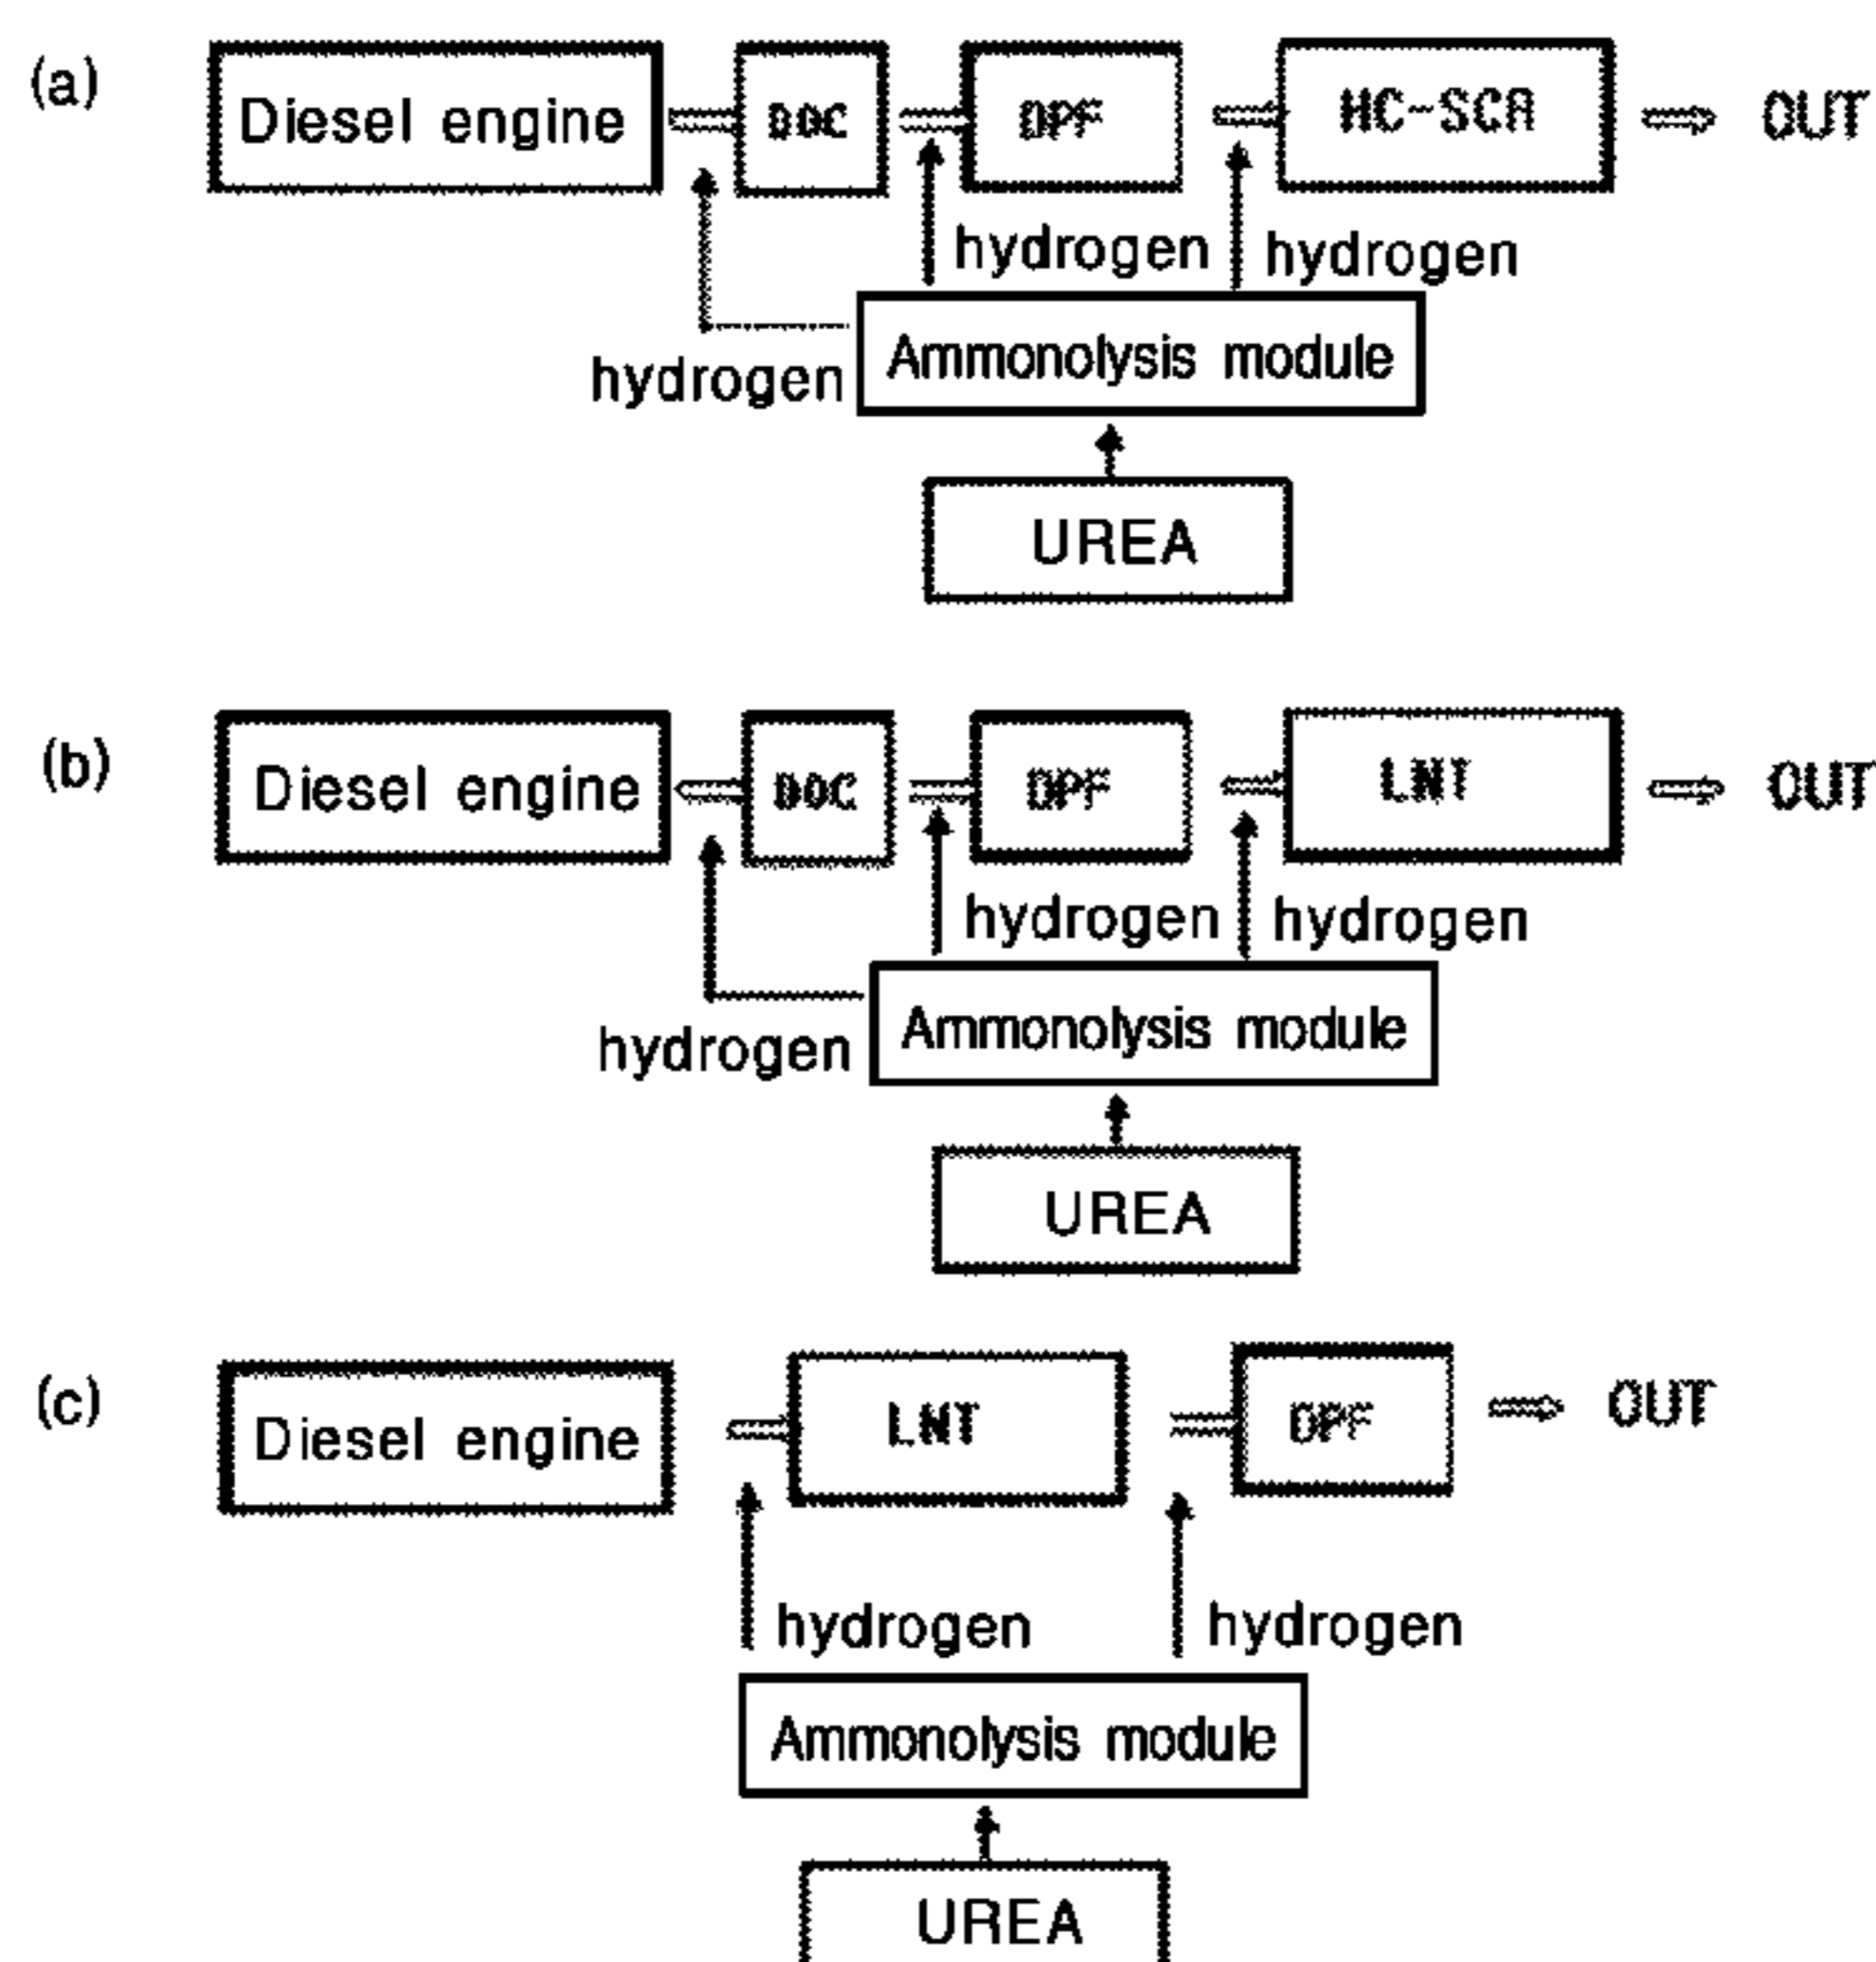 (a)
Diesel engine
DOC
DPF
HC-SCR
OUT
hydrogen
hydrogen
hydrogen
Ammonolysis module
UREA
(b)
Diesel engine
DOC
DPF
LNT
OUT
hydrogen
hydrogen
hydrogen
Ammonolysis module
UREA
(c)
Diesel engine
LNT
DPF
OUT
hydrogen
hydrogen
Ammonolysis module
UREA